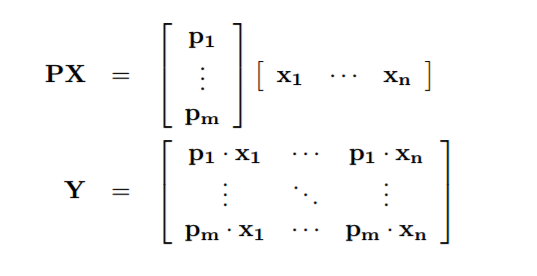 PX = [ p₁ ⋮ pₘ ] [ x₁ ⋯ xₙ ]
Y = [ p₁ · x₁ ⋯ p₁ · xₙ ⋮ ⋱ ⋮ pₘ · x₁ ⋯ pₘ · xₙ ]